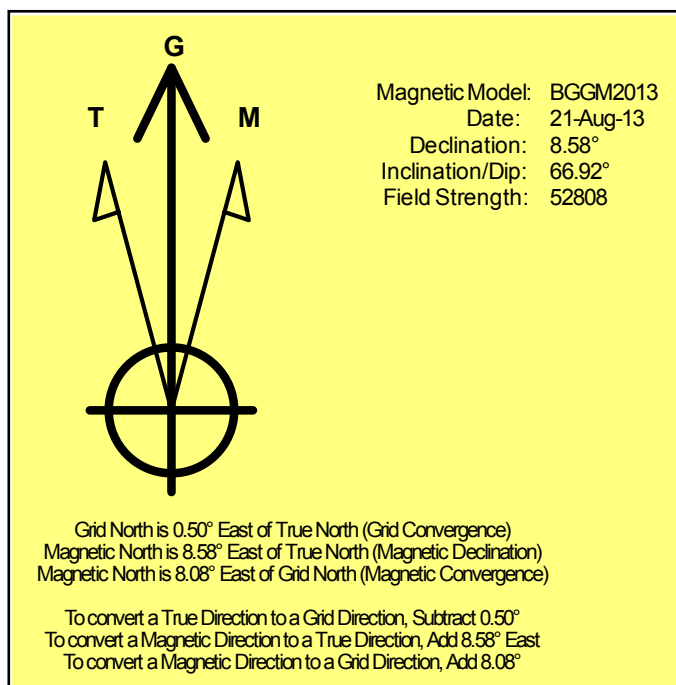 G
T
M
Magnetic Model: BGGM2013
Date: 21-Aug-13
Declination: 8.58°
Inclination/Dip: 66.92°
Field Strength: 52808
Grid North is 0.50° East of True North (Grid Convergence)
Magnetic North is 8.58° East of True North (Magnetic Declination)
Magnetic North is 8.08° East of Grid North (Magnetic Convergence)
To convert a True Direction to a Grid Direction, Subtract 0.50°
To convert a Magnetic Direction to a True Direction, Add 8.58° East
To convert a Magnetic Direction to a Grid Direction, Add 8.08°